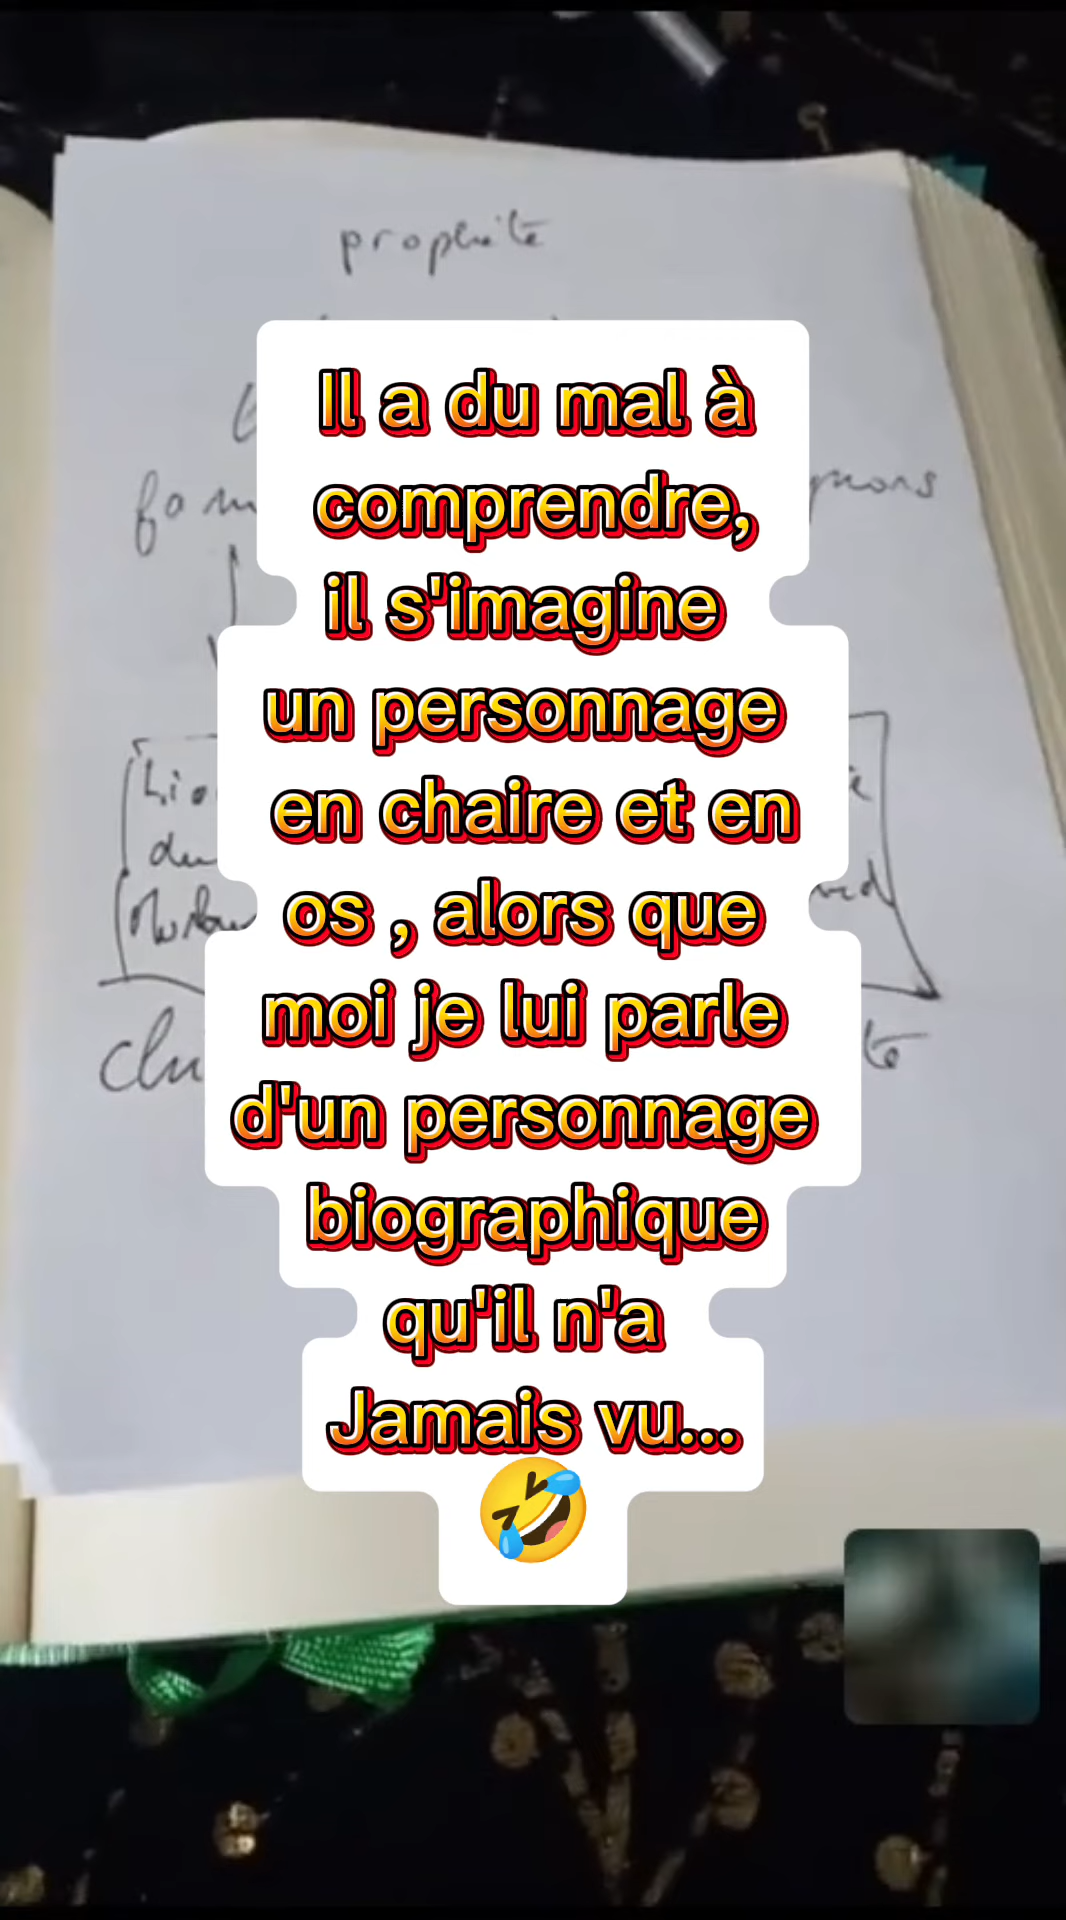 prophète
Il a du mal à
comprendre,
il s'imagine
un personnage
en chaire et en
os , alors que
moi je lui parle
d'un personnage
biographique
qu'il n'a
Jamais vu...
🤣
du